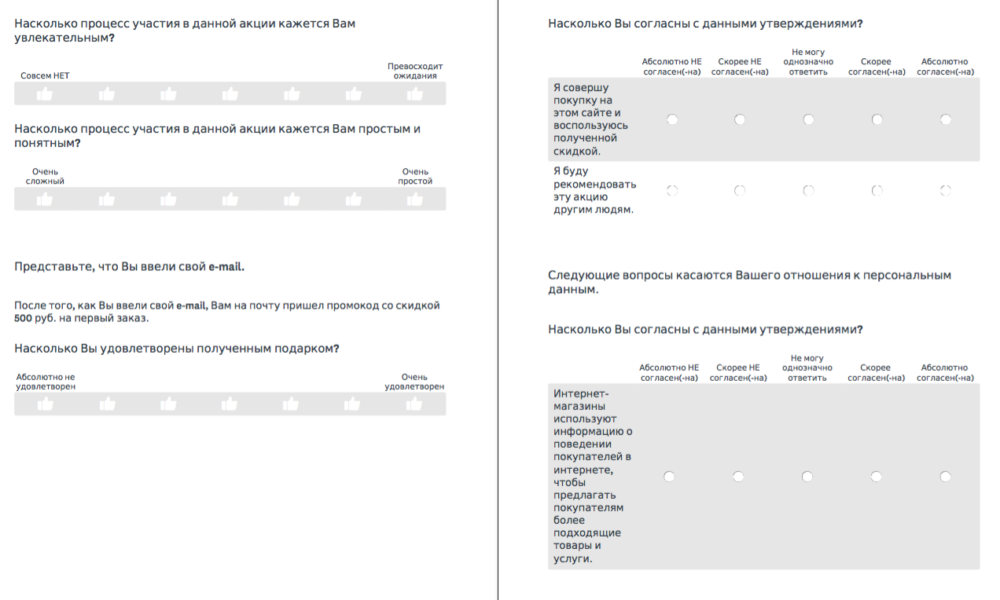 Насколько процесс участия в данной акции кажется Вам
увлекательным?
Совсем НЕТ
Превосходит
ожидания
Насколько процесс участия в данной акции кажется Вам простым и
понятным?
Очень
сложный
Очень
простой
Представьте, что Вы ввели свой e-mail.
После того, как Вы ввели свой e-mail, Вам на почту пришел промокод со скидкой
500 руб. на первый заказ.
Насколько Вы удовлетворены полученным подарком?
Абсолютно не
удовлетворен
Очень
удовлетворен
Насколько Вы согласны с данными утверждениями?
Абсолютно НЕ
согласен(-на)
Скорее НЕ
согласен(-на)
Не могу
однозначно
ответить
Скорее
согласен(-на)
Абсолютно
согласен(-на)
Я совершу
покупку на
этом сайте и
воспользуюсь
полученной
скидкой.
Я буду
рекомендовать
эту акцию
другим людям.
Следующие вопросы касаются Вашего отношения к персональным
данным.
Насколько Вы согласны с данными утверждениями?
Абсолютно НЕ
согласен(-на)
Скорее НЕ
согласен(-на)
Не могу
однозначно
ответить
Скорее
согласен(-на)
Абсолютно
согласен(-на)
Интернет-
магазины
используют
информацию о
поведении
покупателей в
интернете,
чтобы
предлагать
покупателям
более
подходящие
товары и
услуги.